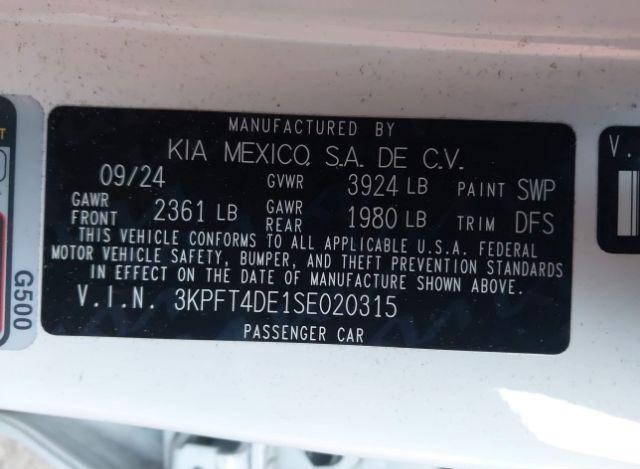 MANUFACTURED BY
KIA MEXICO, S.A. DE C.V.
09/24 GVWR 3924 LB PAINT SWP
GAWR FRONT 2361 LB GAWR REAR 1980 LB TRIM DFS
THIS VEHICLE CONFORMS TO ALL APPLICABLE U.S.A. FEDERAL
MOTOR VEHICLE SAFETY, BUMPER, AND THEFT PREVENTION STANDARDS
IN EFFECT ON THE DATE OF MANUFACTURE SHOWN ABOVE.
V.I.N. 3KPFT4DE1SE020315
PASSENGER CAR
G500
V.